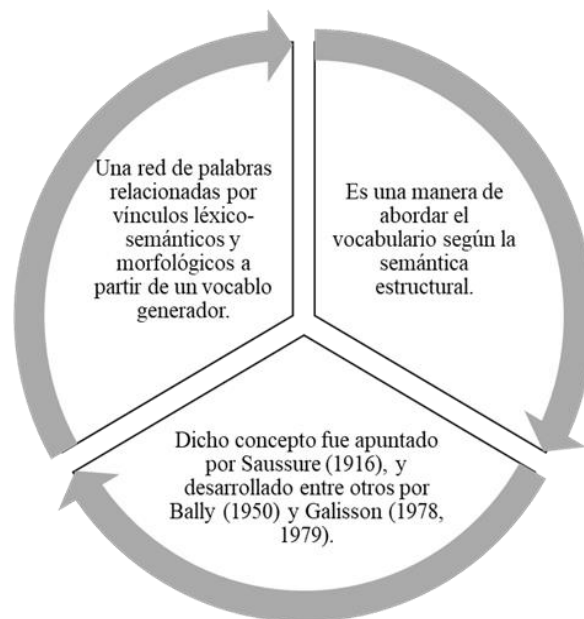 Una red de palabras
relacionadas por
vínculos léxico-
semánticos y
morfológicos a
partir de un vocablo
generador.
Es una manera de
abordar el
vocabulario según la
semántica
estructural.
Dicho concepto fue apuntado
por Saussure (1916), y
desarrollado entre otros por
Bally (1950) y Galisson (1978,
1979).